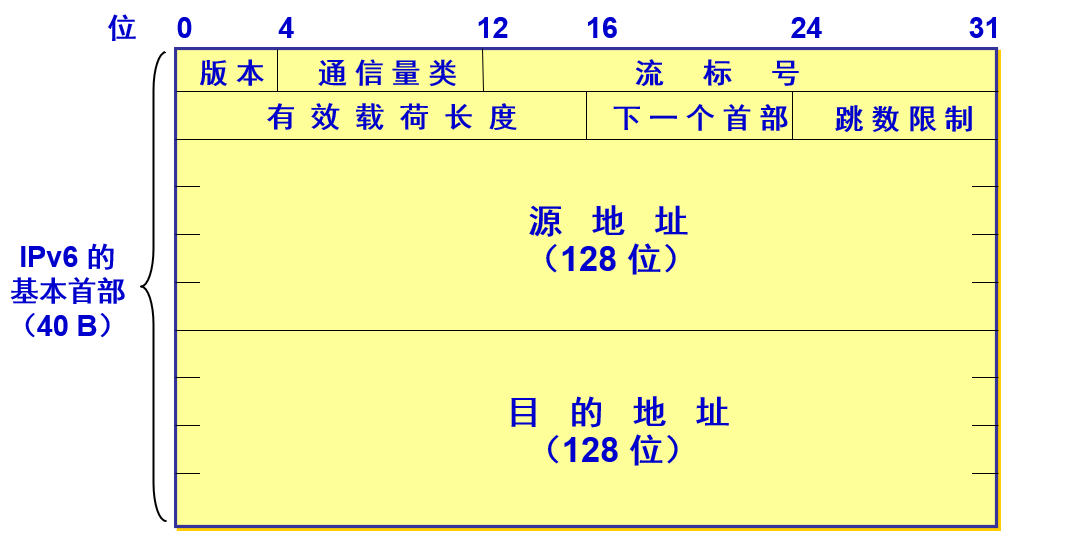 位 0 4 12 16 24 31
版本 通信量类 流标号
有效载荷长度 下一个首部 跳数限制
源地址
（128 位）
IPv6 的
基本首部
（40 B）
目的地址
（128 位）